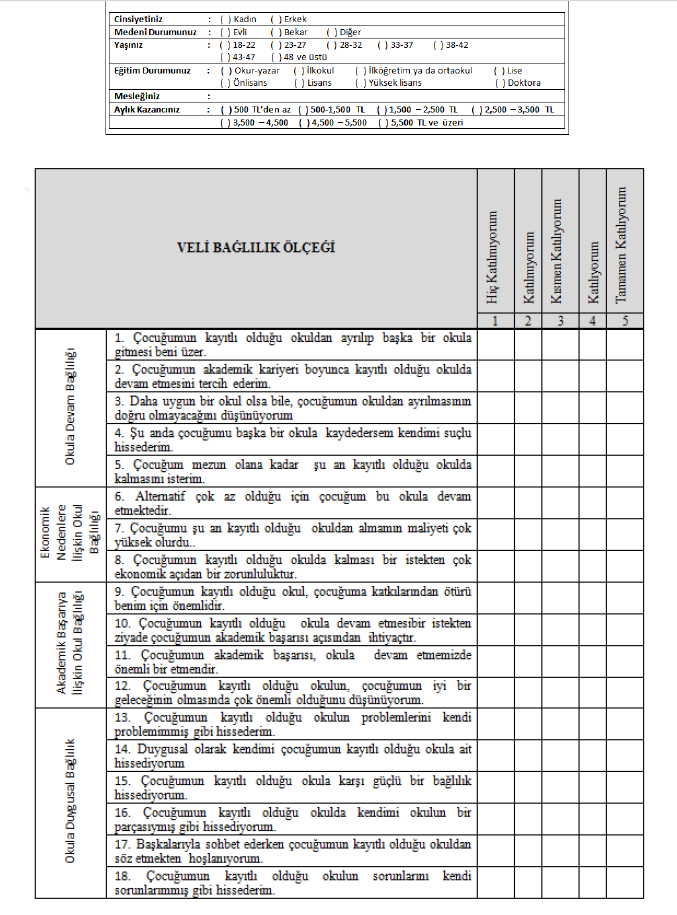 Cinsiyetiniz : ( ) Kadın ( ) Erkek
Medeni Durumunuz : ( ) Evli ( ) Bekar ( ) Diğer
Yaşınız : ( ) 18-22 ( ) 23-27 ( ) 28-32 ( ) 33-37 ( ) 38-42
( ) 43-47 ( ) 48 ve üstü
Eğitim Durumunuz : ( ) Okur-yazar ( ) İlkokul ( ) İlköğretim ya da ortaokul ( ) Lise
( ) Önlisans ( ) Lisans ( ) Yüksek lisans ( ) Doktora
Mesleğiniz :
Aylık Kazancınız : ( ) 500 TL'den az ( ) 500-1,500 TL ( ) 1,500 – 2,500 TL ( ) 2,500 – 3,500 TL
( ) 3,500 – 4,500 ( ) 4,500 – 5,500 ( ) 5,500 TL ve üzeri
VELİ BAĞLILIK ÖLÇEĞİ
Hiç Katılmıyorum
Katılmıyorum
Kısmen Katılıyorum
Katılıyorum
Tamamen Katılıyorum
1 2 3 4 5
Okula Devam Bağlılığı
1. Çocuğumun kayıtlı olduğu okuldan ayrılıp başka bir okula
gitmesi beni üzer.
2. Çocuğumun akademik kariyeri boyunca kayıtlı olduğu okulda
devam etmesini tercih ederim.
3. Daha uygun bir okul olsa bile, çocuğumun okuldan ayrılmasının
doğru olmayacağını düşünüyorum
4. Şu anda çocuğumu başka bir okula kaydedersem kendimi suçlu
hissederim.
5. Çocuğum mezun olana kadar şu an kayıtlı olduğu okulda
kalmasını isterim.
Ekonomik
Nedenlere
İlişkin Okul
Bağlılığı
6. Alternatif çok az olduğu için çocuğum bu okula devam
etmektedir.
7. Çocuğumu şu an kayıtlı olduğu okuldan almamın maliyeti çok
yüksek olurdu..
8. Çocuğumun kayıtlı olduğu okulda kalması bir istekten çok
ekonomik açıdan bir zorunluluktur.
Akademik Başarıya
İlişkin Okul Bağlılığı
9. Çocuğumun kayıtlı olduğu okul, çocuğuma katkılarından ötürü
benim için önemlidir.
10. Çocuğumun kayıtlı olduğu okula devam etmesibir istekten
ziyade çocuğumun akademik başarısı açısından ihtiyaçtır.
11. Çocuğumun akademik başarısı, okula devam etmemizde
önemli bir etmendir.
12. Çocuğumun kayıtlı olduğu okulun, çocuğumun iyi bir
geleceğinin olmasında çok önemli olduğunu düşünüyorum.
Okula Duygusal Bağlılık
13. Çocuğumun kayıtlı olduğu okulun problemlerini kendi
problemimmiş gibi hissederim.
14. Duygusal olarak kendimi çocuğumun kayıtlı olduğu okula ait
hissediyorum
15. Çocuğumun kayıtlı olduğu okula karşı güçlü bir bağlılık
hissediyorum.
16. Çocuğumun kayıtlı olduğu okulda kendimi okulun bir
parçasıymış gibi hissediyorum.
17. Başkalarıyla sohbet ederken çocuğumun kayıtlı olduğu okuldan
söz etmekten hoşlanıyorum.
18. Çocuğumun kayıtlı olduğu okulun sorunlarını kendi
sorunlarımmış gibi hissederim.